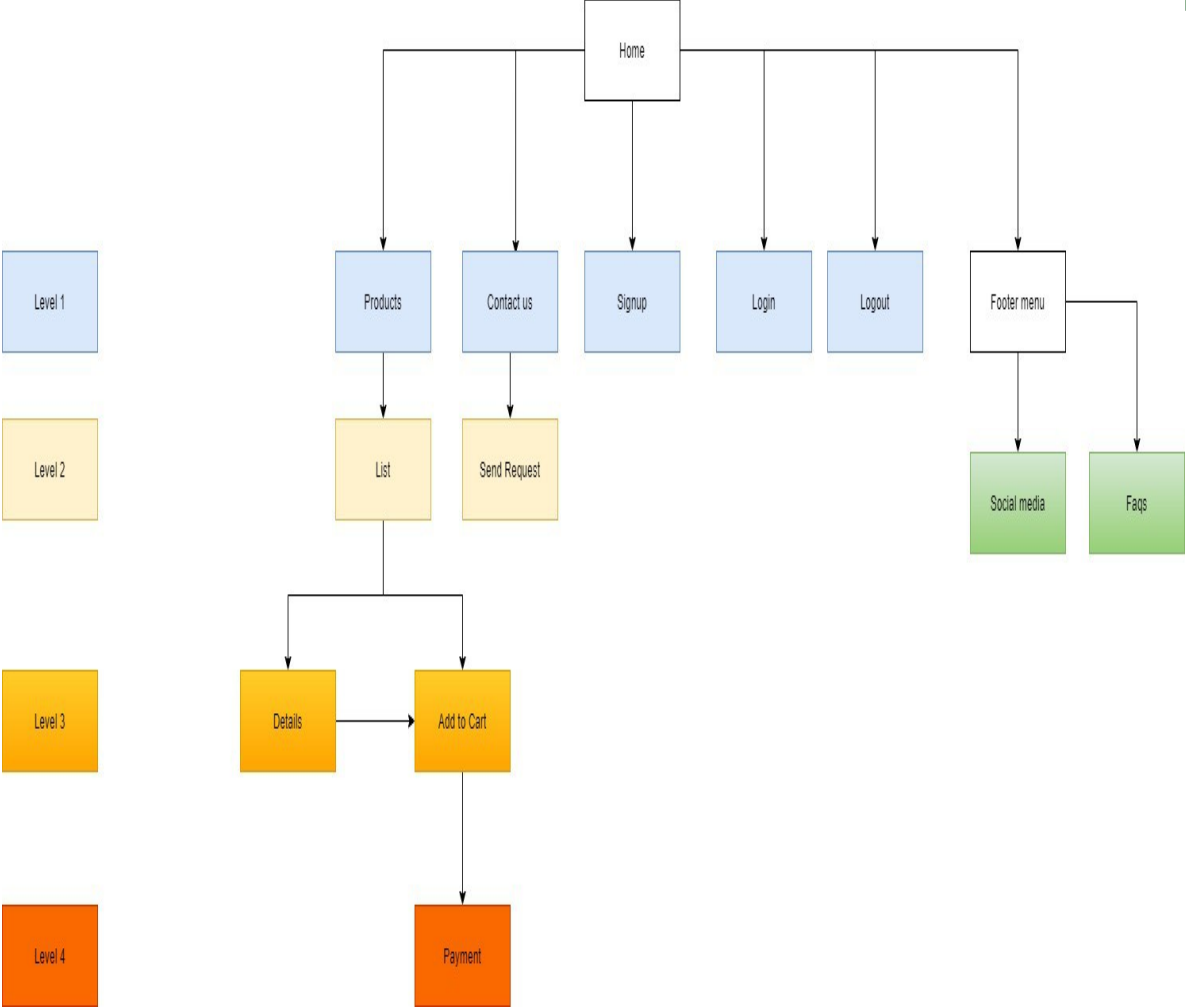 Home
Level 1
Products
Contact us
Signup
Login
Logout
Footer menu
Level 2
List
Send Request
Social media
Faqs
Level 3
Details
Add to Cart
Level 4
Payment